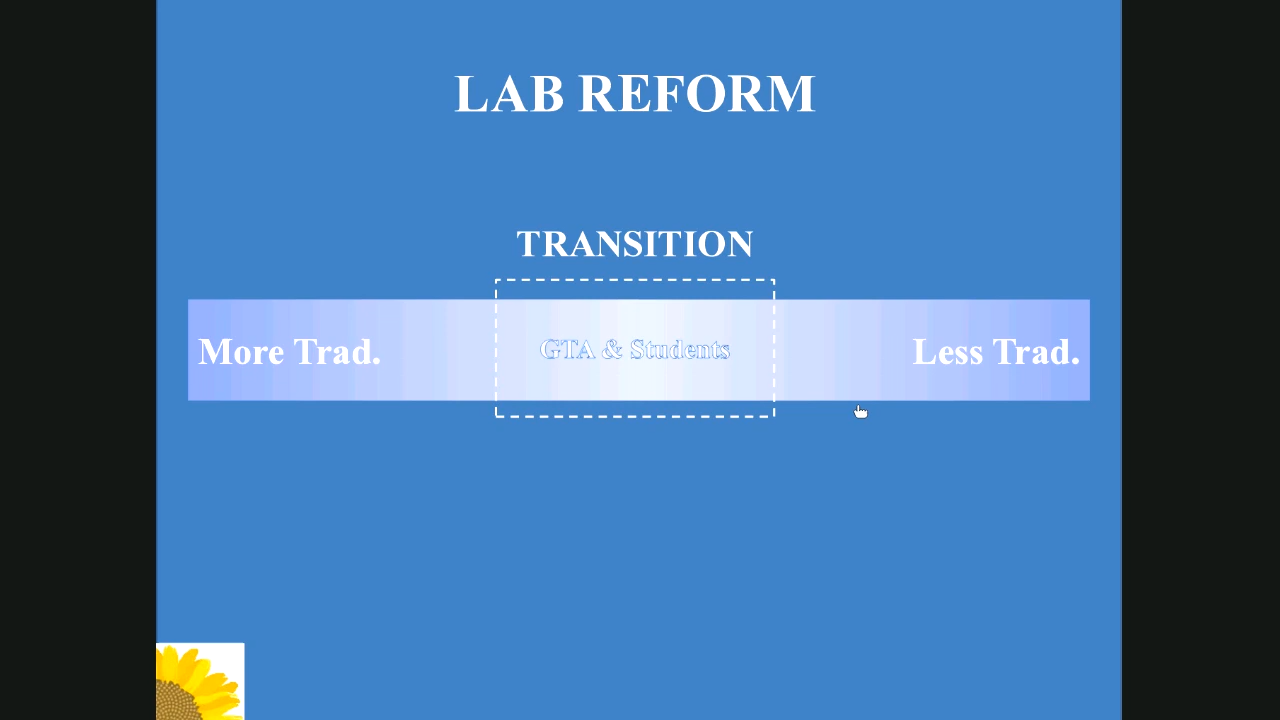 LAB REFORM
TRANSITION
More Trad.
GTA & Students
Less Trad.